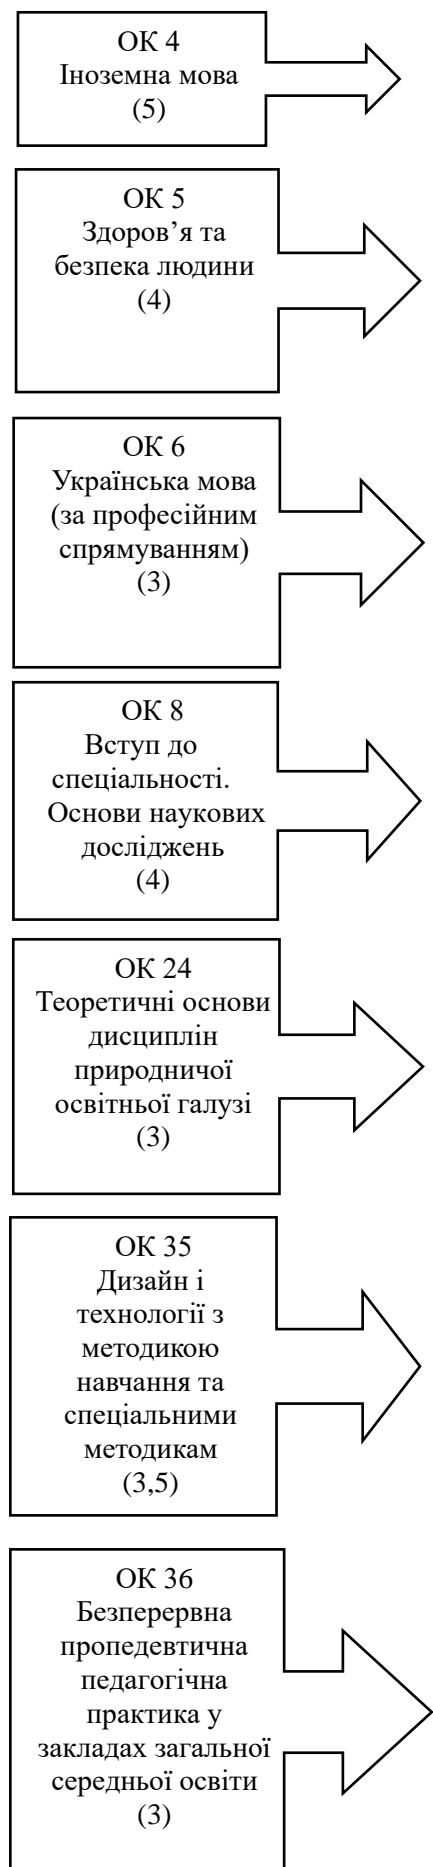 ОК 4
Іноземна мова
(5)
ОК 5
Здоров’я та
безпека людини
(4)
ОК 6
Українська мова
(за професійним
спрямуванням)
(3)
ОК 8
Вступ до
спеціальності.
Основи наукових
досліджень
(4)
ОК 24
Теоретичні основи
дисциплін
природничої
освітньої галузі
(3)
ОК 35
Дизайн і
технології з
методикою
навчання та
спеціальними
методикам
(3,5)
ОК 36
Безперервна
пропедевтична
педагогічна
практика у
закладах загальної
середньої освіти
(3)